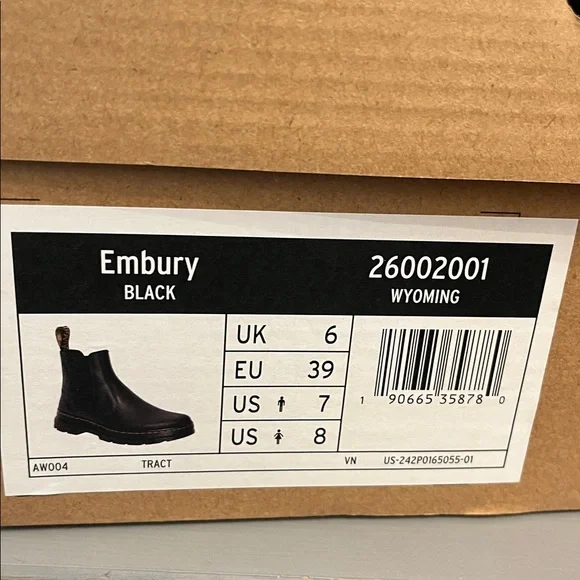 Embury
BLACK
26002001
WYOMING
UK 6
EU 39
US 7
US 8
1 90665 35878 0
AW004 TRACT VN US-242P0165055-01